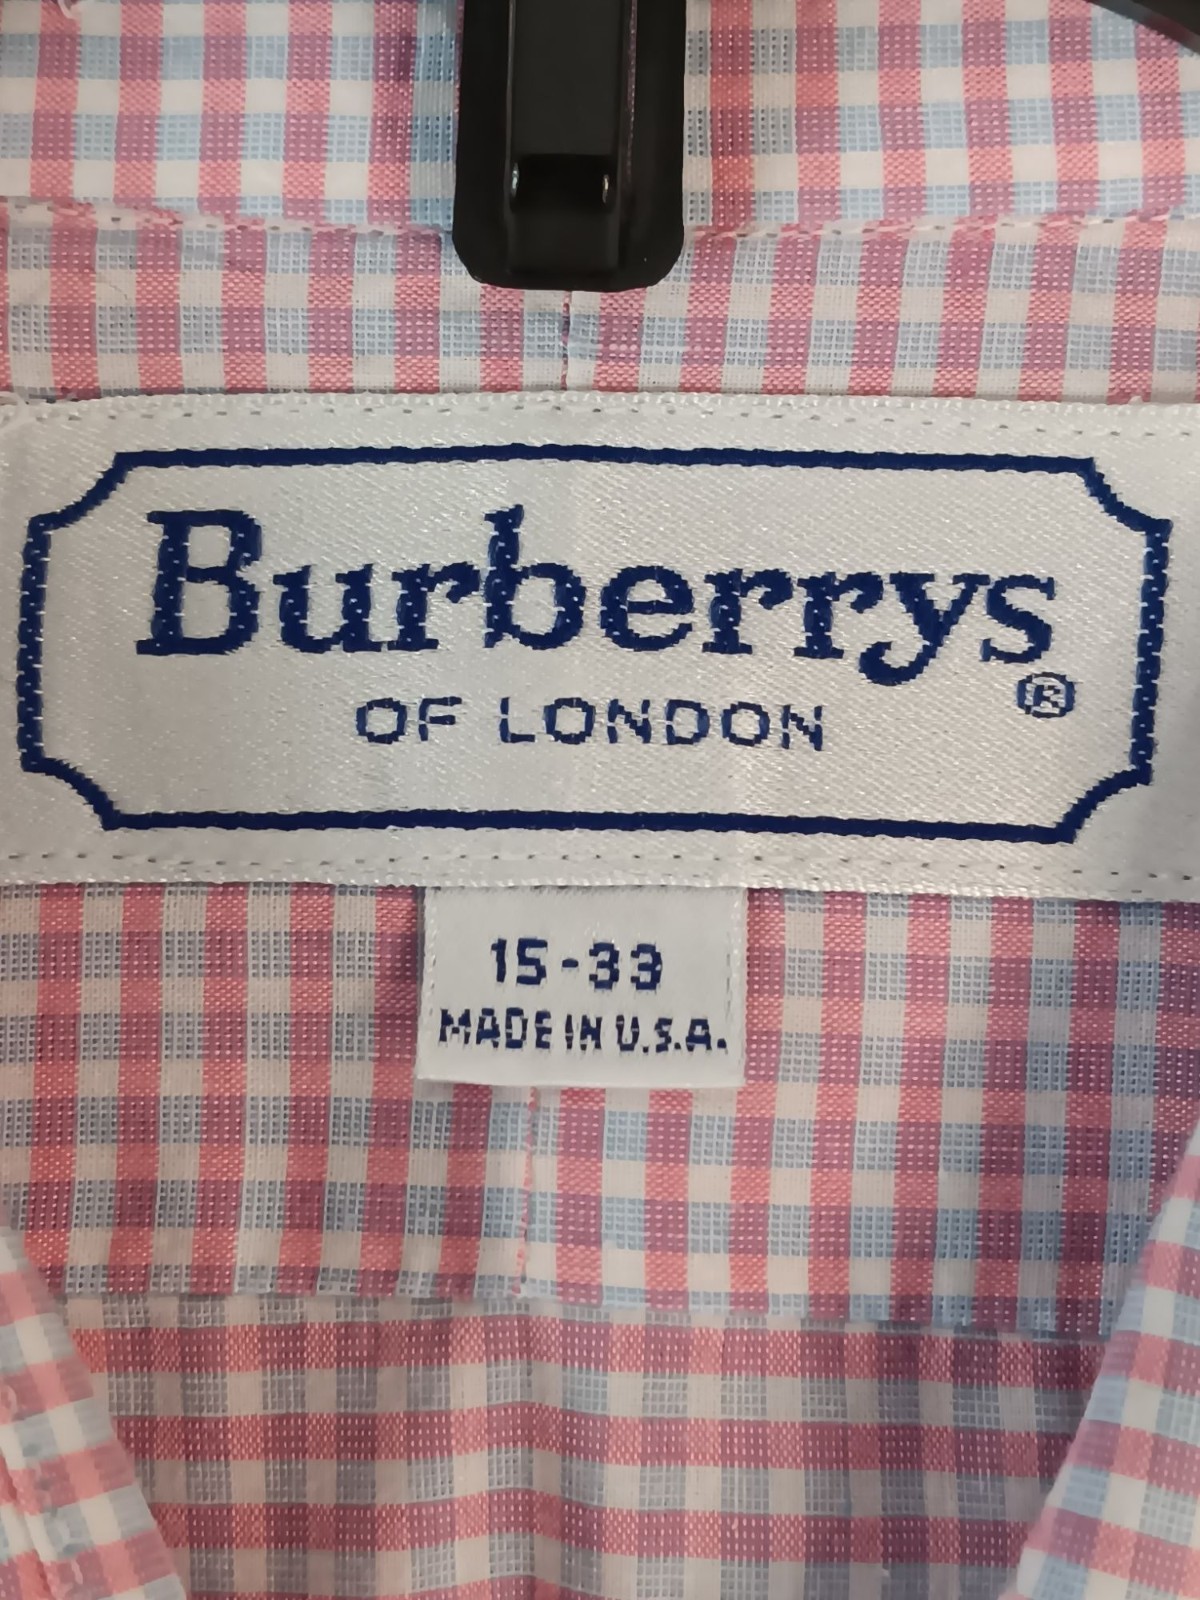 Burberrys®
OF LONDON
15-33
MADE IN U.S.A.